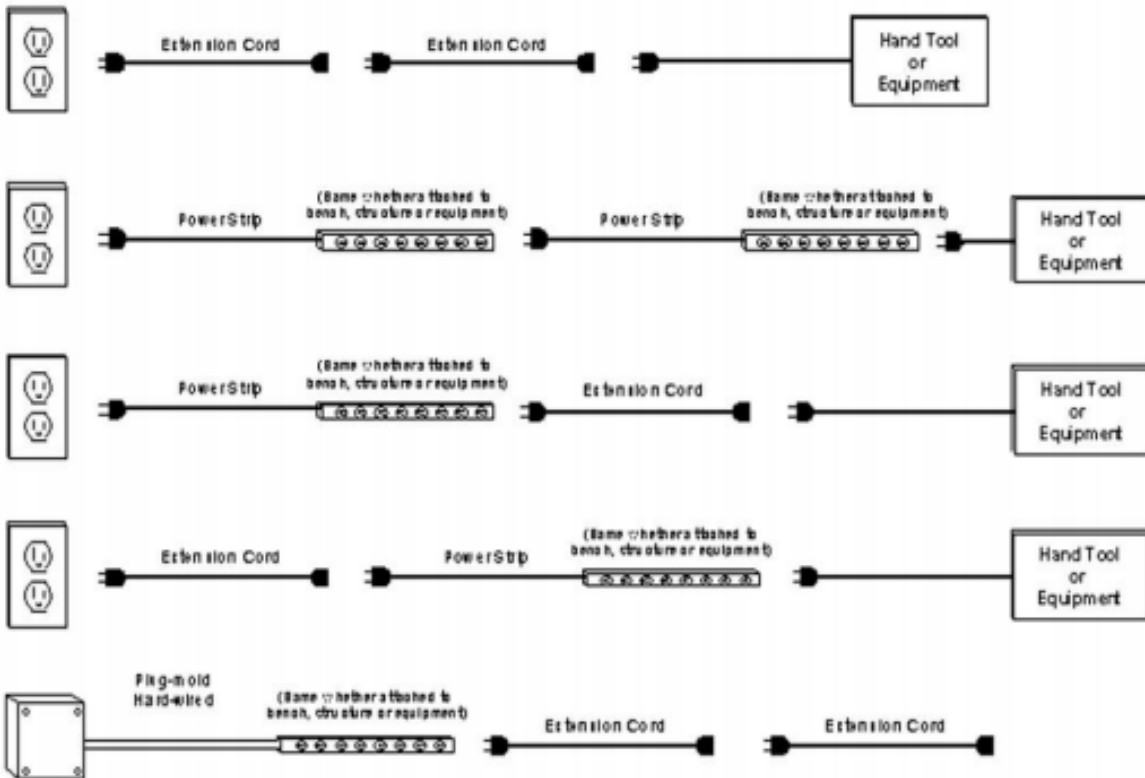 Extension Cord
Extension Cord
Hand Tool
or
Equipment
Power Strip
(Same whether attached to
bench, structure or equipment)
Power Strip
(Same whether attached to
bench, structure or equipment)
Hand Tool
or
Equipment
Power Strip
(Same whether attached to
bench, structure or equipment)
Extension Cord
Hand Tool
or
Equipment
Extension Cord
Power Strip
(Same whether attached to
bench, structure or equipment)
Hand Tool
or
Equipment
Plug-mold
Hard-wired
(Same whether attached to
bench, structure or equipment)
Extension Cord
Extension Cord